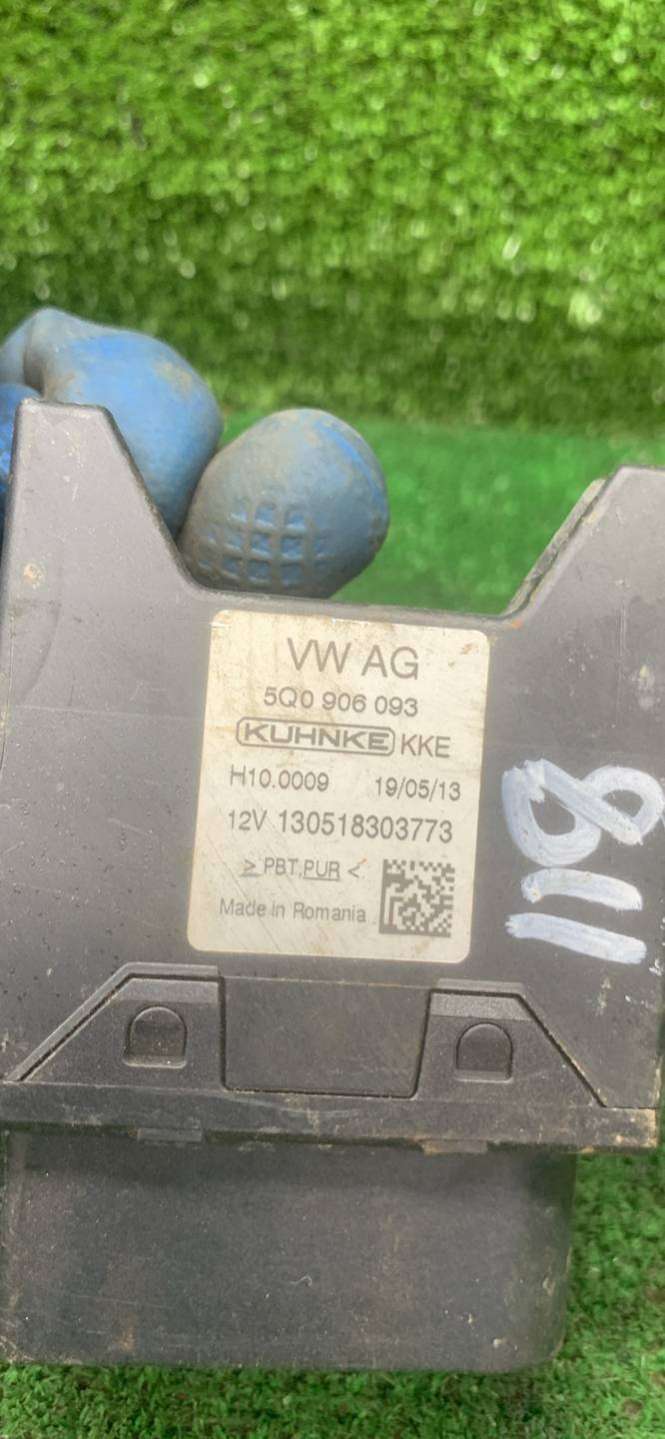 VW AG
5Q0 906 093
KUHNKE KKE
H10.0009 19/05/13
12V 130518303773
> PBT,PUR <
Made in Romania
118